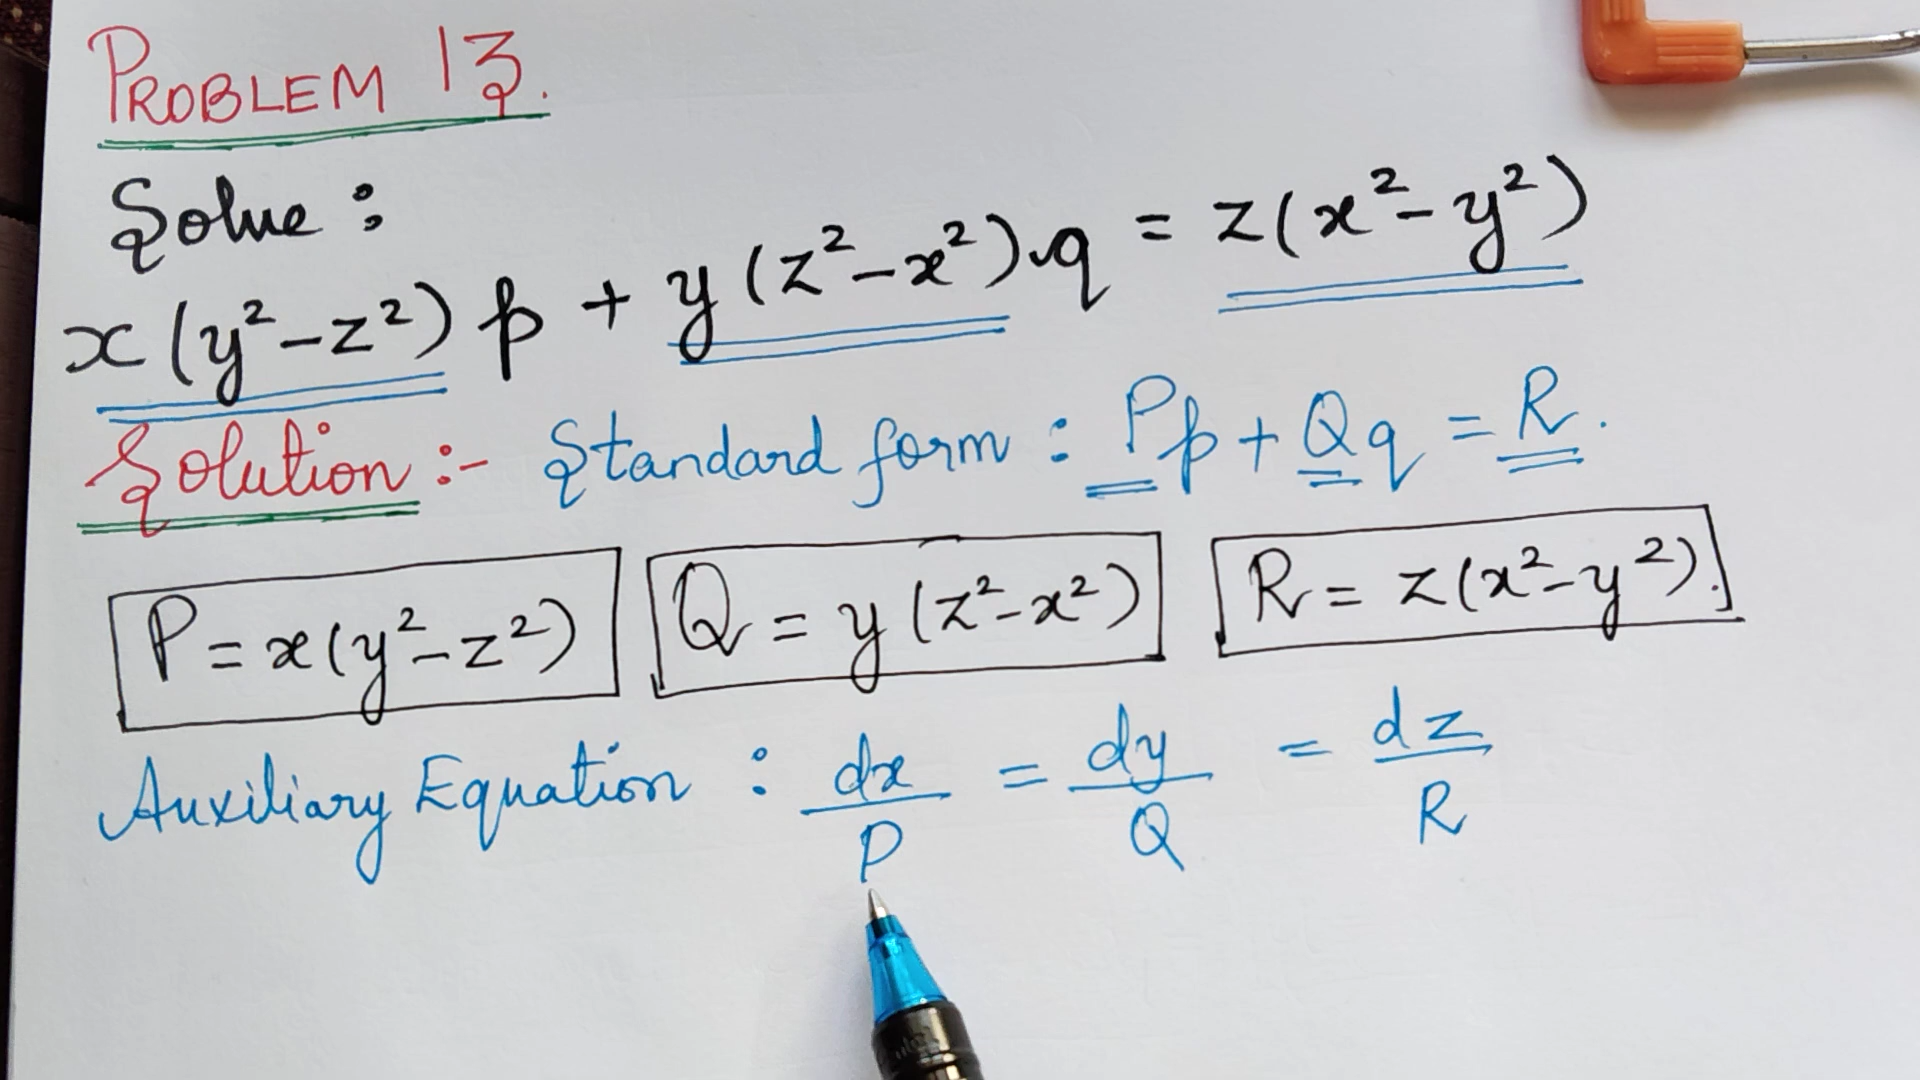 PROBLEM 13.
Solve :
x(y²-z²)p + y(z²-x²).q = z(x²-y²)
Solution :- Standard form : Pp + Qq = R.
P = x(y²-z²) Q = y(z²-x²) R = z(x²-y²).
Auxiliary Equation : dx/P = dy/Q = dz/R